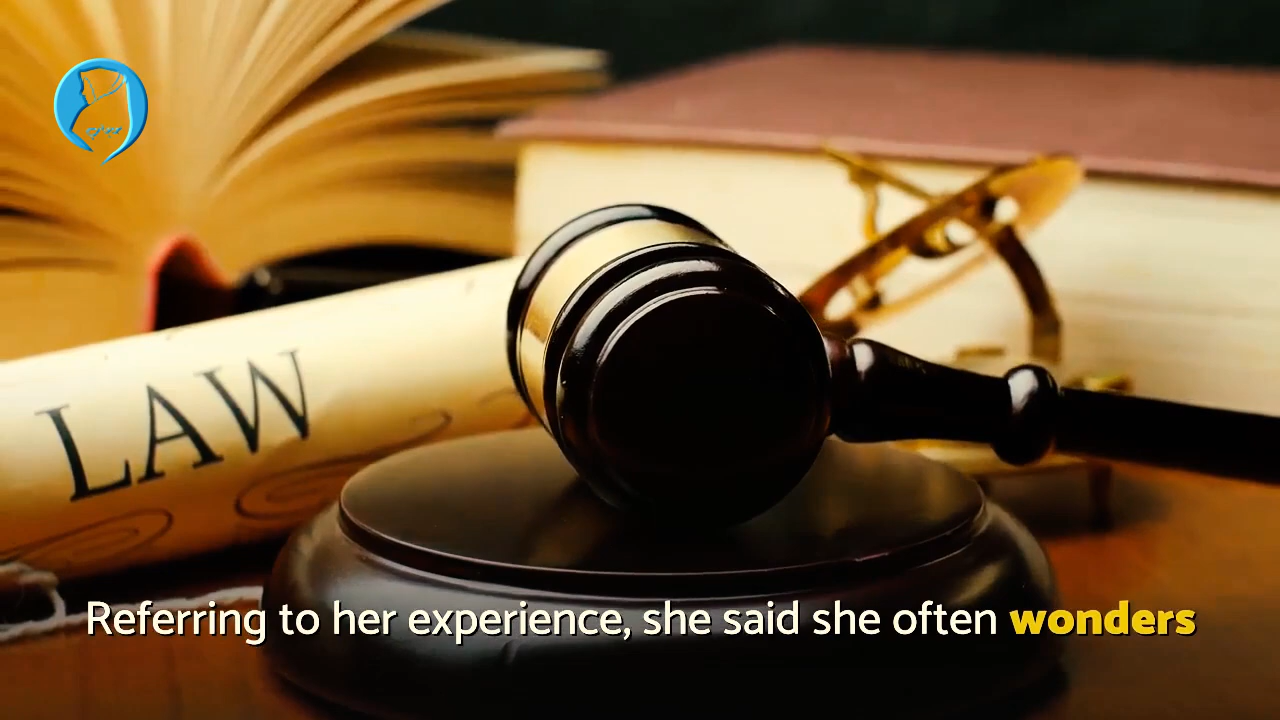 LAW
Referring to her experience, she said she often wonders